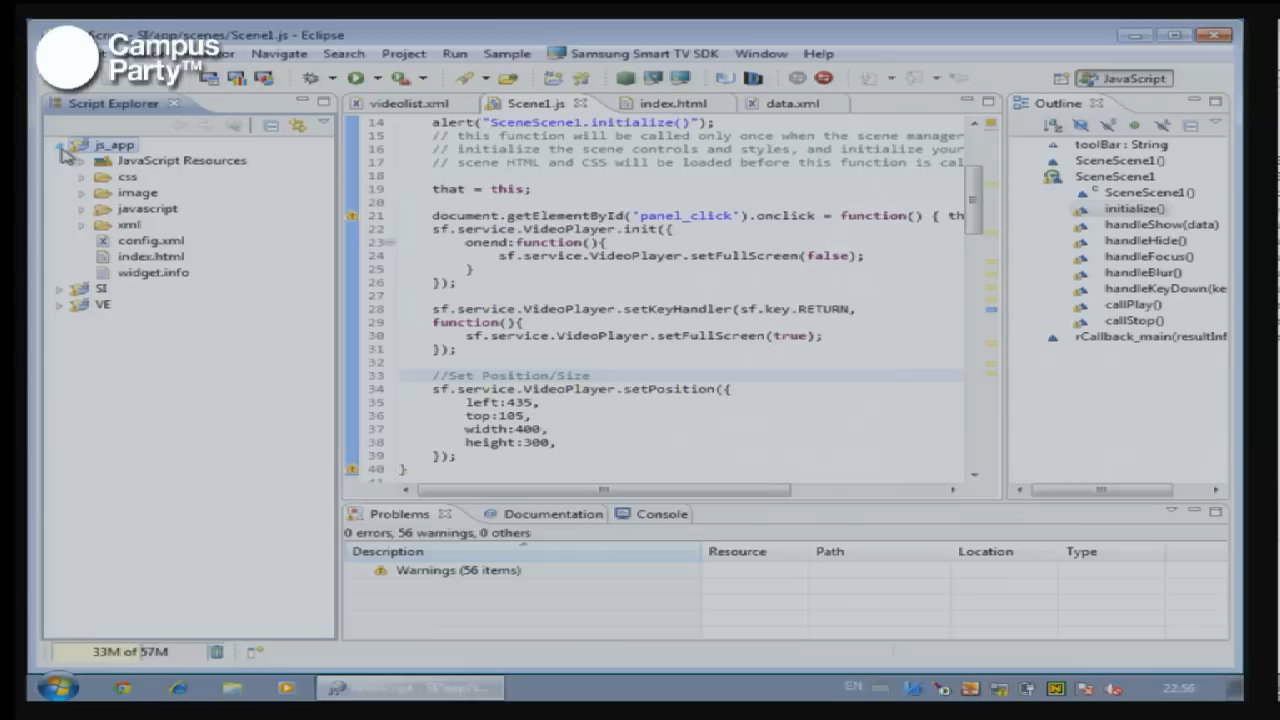 Campus
Party™
SI/app/scenes/Scene1.js - Eclipse
Navigate Search Project Run Sample Samsung Smart TV SDK Window Help
JavaScript
Script Explorer
videolist.xml Scene1.js index.html data.xml
Outline
js_app
JavaScript Resources
css
image
javascript
xml
config.xml
index.html
widget.info
SI
VE
14 alert("SceneScene1.initialize()");
15 // this function will be called only once when the scene manager
16 // initialize the scene controls and styles, and initialize your
17 // scene HTML and CSS will be loaded before this function is cal
18
19 that = this;
21 document.getElementById("panel_click").onclick = function() { th
22 sf.service.VideoPlayer.init({
23 onend:function(){
24 sf.service.VideoPlayer.setFullScreen(false);
25 }
26 });
27
28 sf.service.VideoPlayer.setKeyHandler(sf.key.RETURN,
29 function(){
30 sf.service.VideoPlayer.setFullScreen(true);
31 });
32
33 //Set Position/Size
34 sf.service.VideoPlayer.setPosition({
35 left:435,
36 top:105,
37 width:400,
38 height:300,
39 });
40 }
toolBar : String
SceneScene1()
SceneScene1
SceneScene1()
initialize()
handleShow(data)
handleHide()
handleFocus()
handleBlur()
handleKeyDown(ke
callPlay()
callStop()
rCallback_main(resultInf
Problems Documentation Console
0 errors, 56 warnings, 0 others
Description Resource Path Location Type
Warnings (56 items)
33M of 57M
EN 22:56